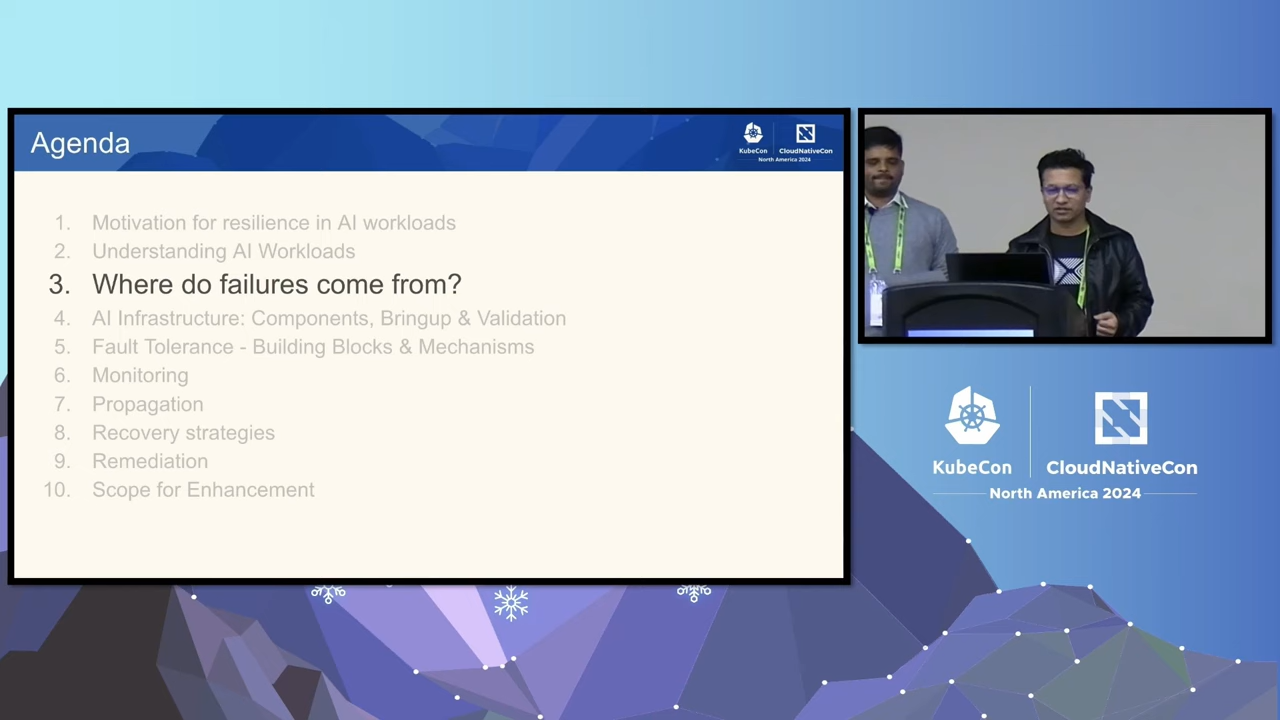 Agenda
KubeCon
CloudNativeCon
North America 2024
1. Motivation for resilience in AI workloads
2. Understanding AI Workloads
3. Where do failures come from?
4. AI Infrastructure: Components, Bringup & Validation
5. Fault Tolerance - Building Blocks & Mechanisms
6. Monitoring
7. Propagation
8. Recovery strategies
9. Remediation
10. Scope for Enhancement
KubeCon
CloudNativeCon
North America 2024